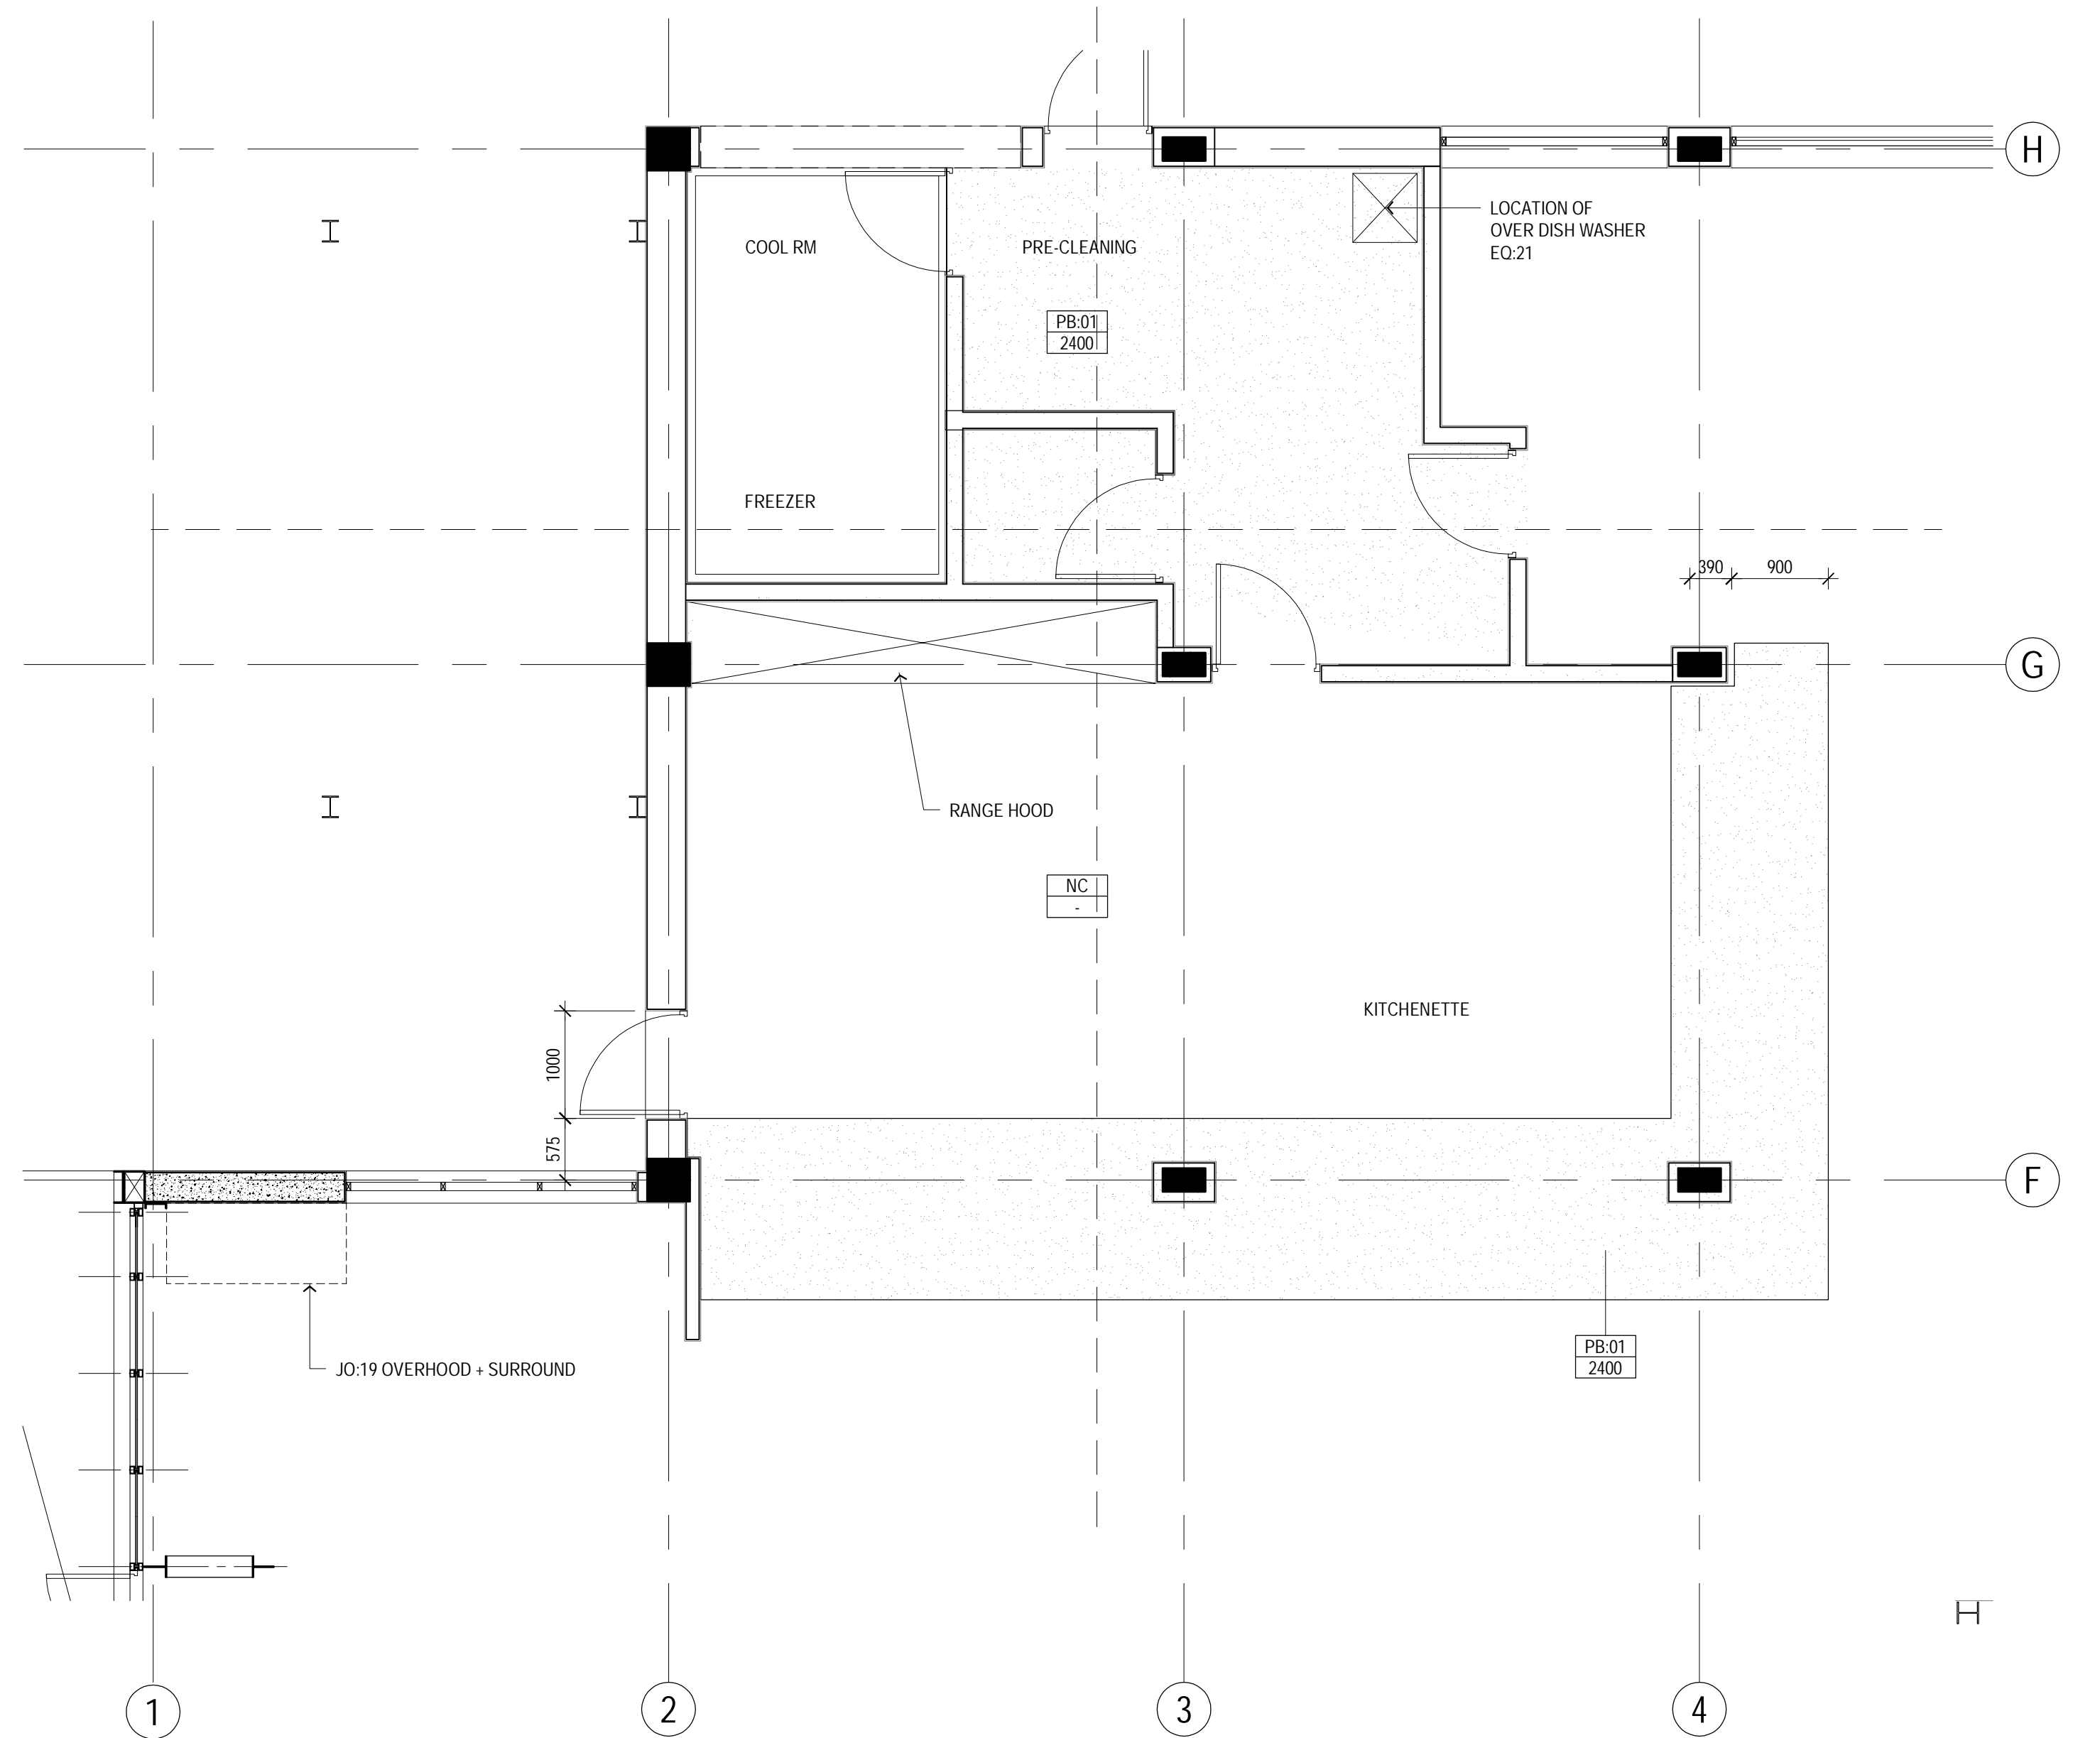 H
LOCATION OF
OVER DISH WASHER
EQ:21
COOL RM
PRE-CLEANING
PB:01
2400
FREEZER
390
900
G
RANGE HOOD
NC
-
KITCHENETTE
1000
575
F
PB:01
2400
JO:19 OVERHOOD + SURROUND
1
2
3
4